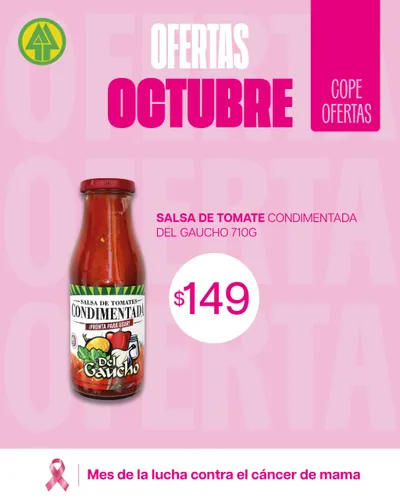 OFERTAS
OCTUBRE
COPE
OFERTAS
SALSA DE TOMATE CONDIMENTADA
DEL GAUCHO 710G
$149
SALSA DE TOMATES
CONDIMENTADA
¡PRONTA PARA USAR!
Del
Gaucho
Mes de la lucha contra el cáncer de mama